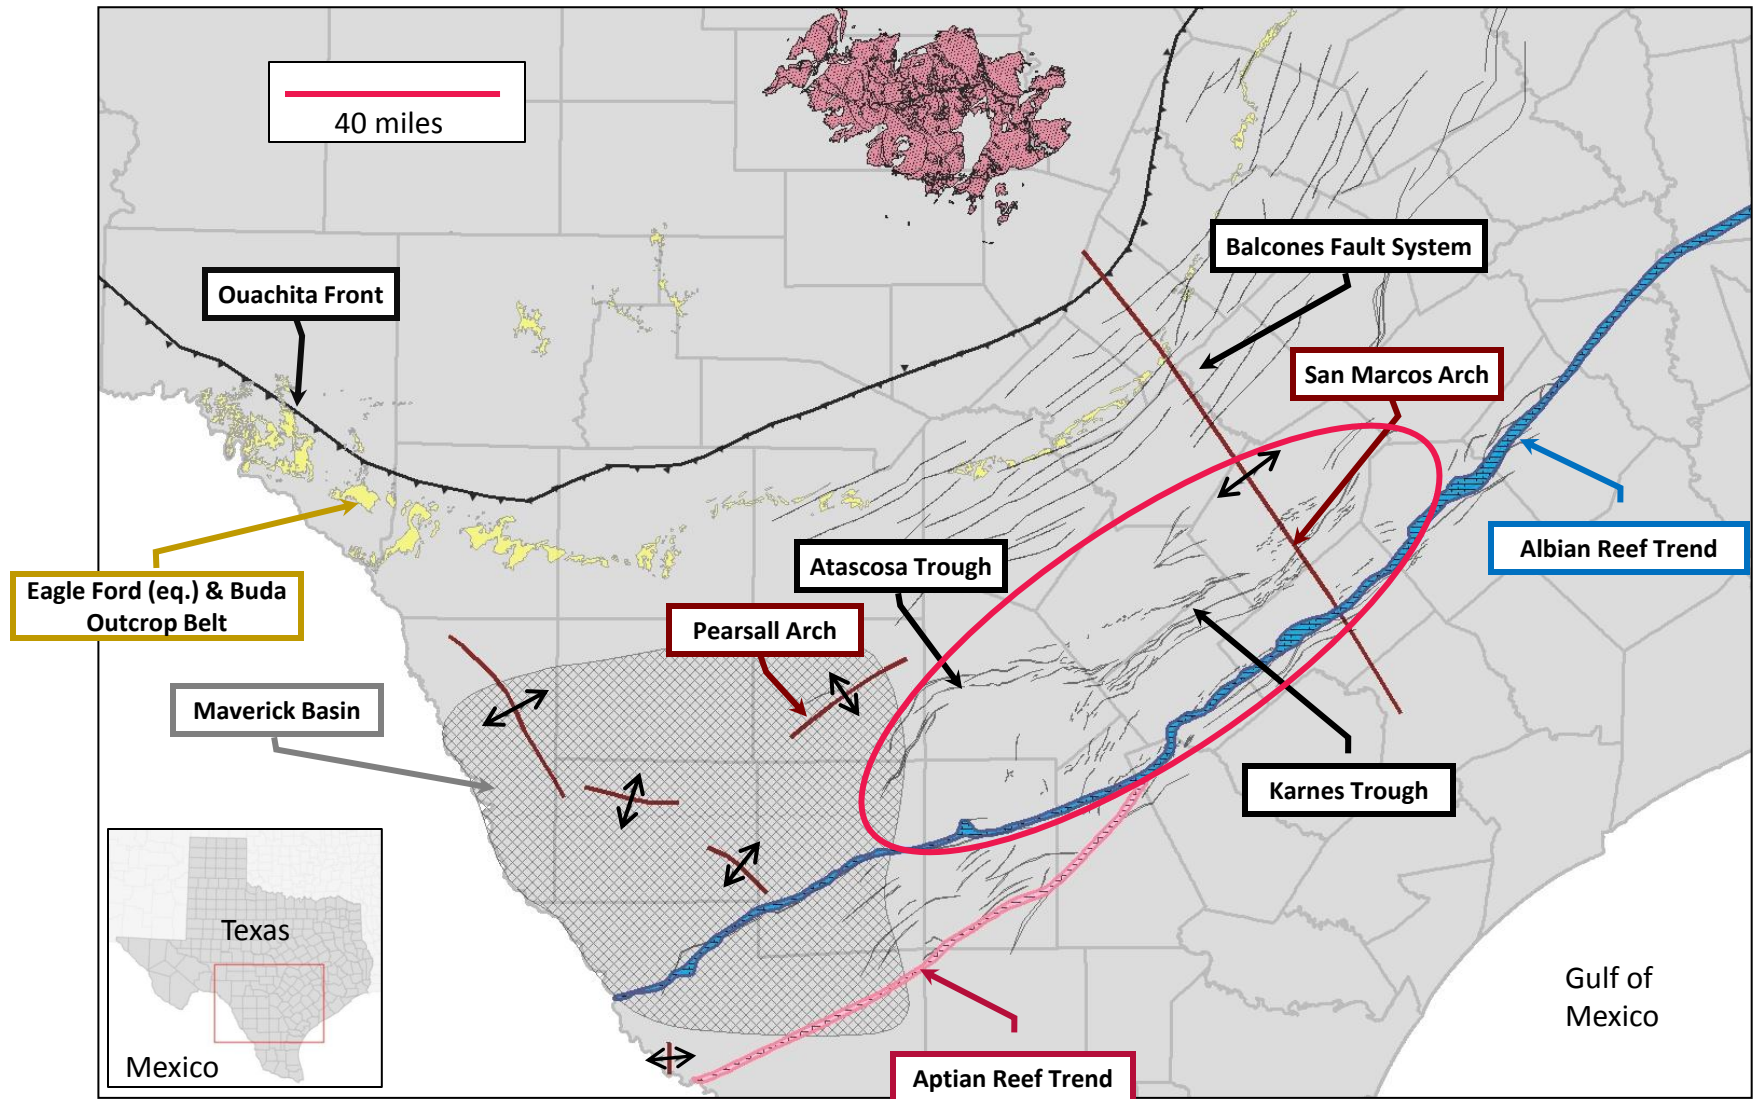 40 miles
Balcones Fault System
Ouachita Front
San Marcos Arch
Albian Reef Trend
Atascosa Trough
Eagle Ford (eq.) & Buda
Outcrop Belt
Pearsall Arch
Maverick Basin
Karnes Trough
Texas
Mexico
Gulf of
Mexico
Aptian Reef Trend